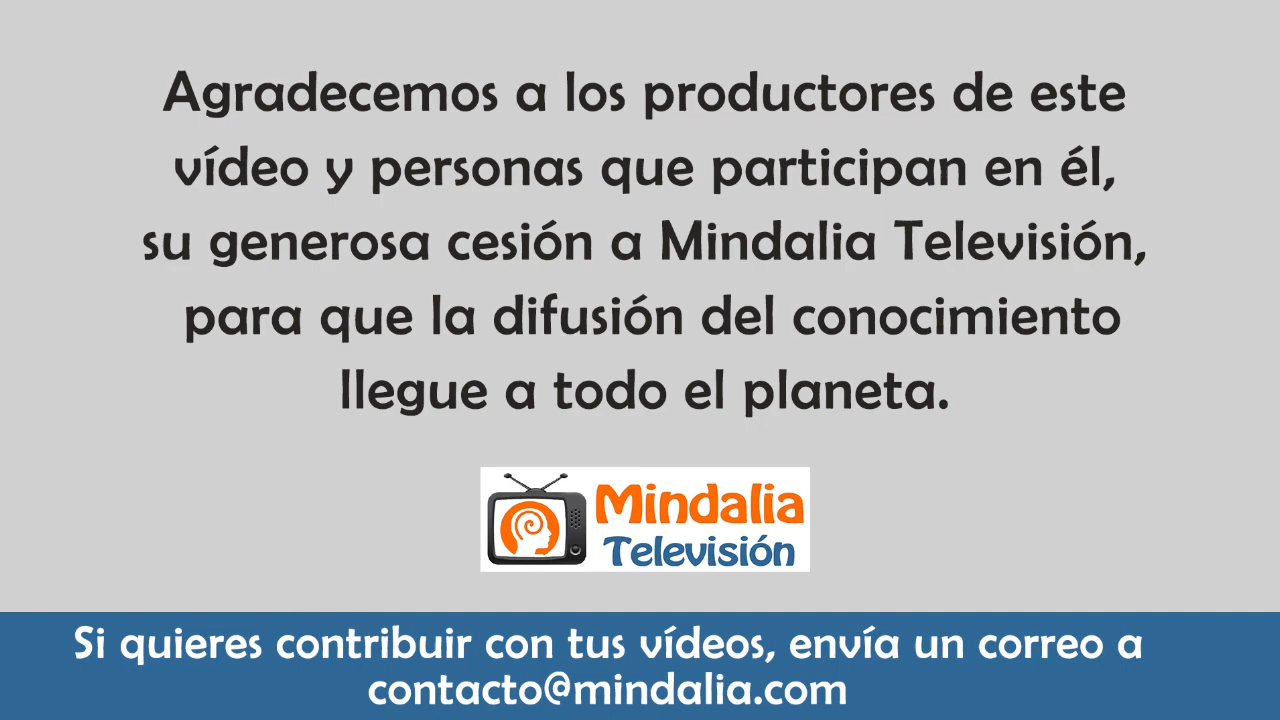 Agradecemos a los productores de este
vídeo y personas que participan en él,
su generosa cesión a Mindalia Televisión,
para que la difusión del conocimiento
llegue a todo el planeta.
Mindalia
Televisión
Si quieres contribuir con tus vídeos, envía un correo a
contacto@mindalia.com